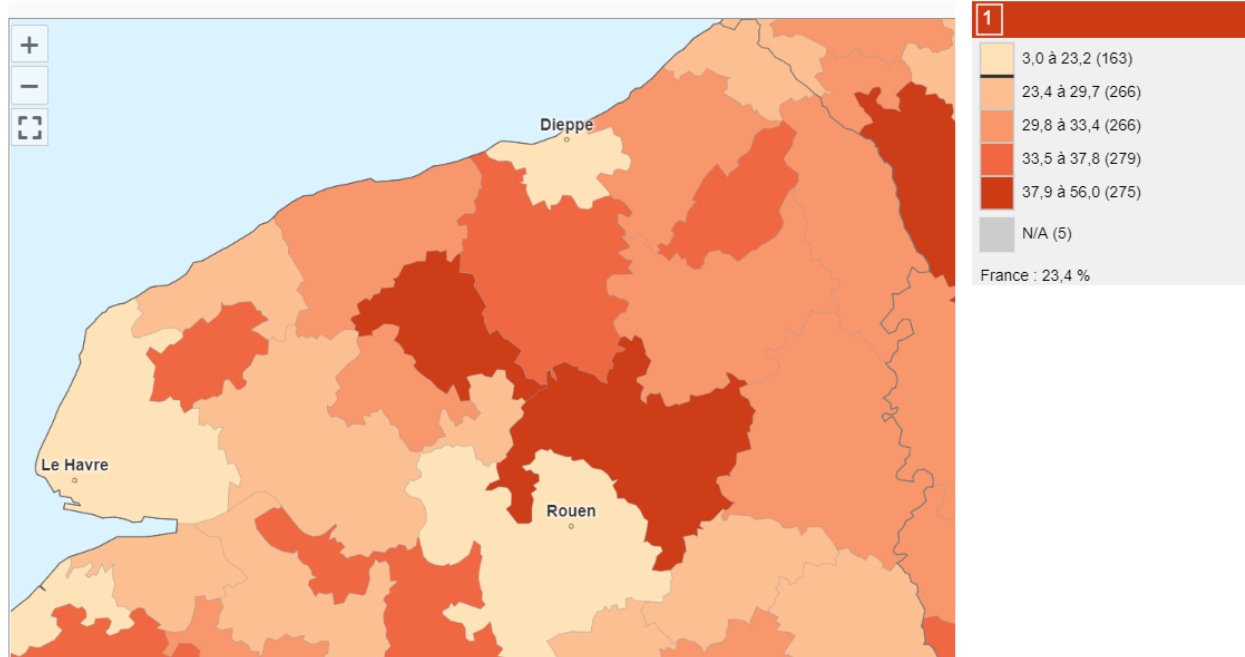 +
−
Dieppe
Le Havre
Rouen
1
3,0 à 23,2 (163)
23,4 à 29,7 (266)
29,8 à 33,4 (266)
33,5 à 37,8 (279)
37,9 à 56,0 (275)
N/A (5)
France : 23,4 %